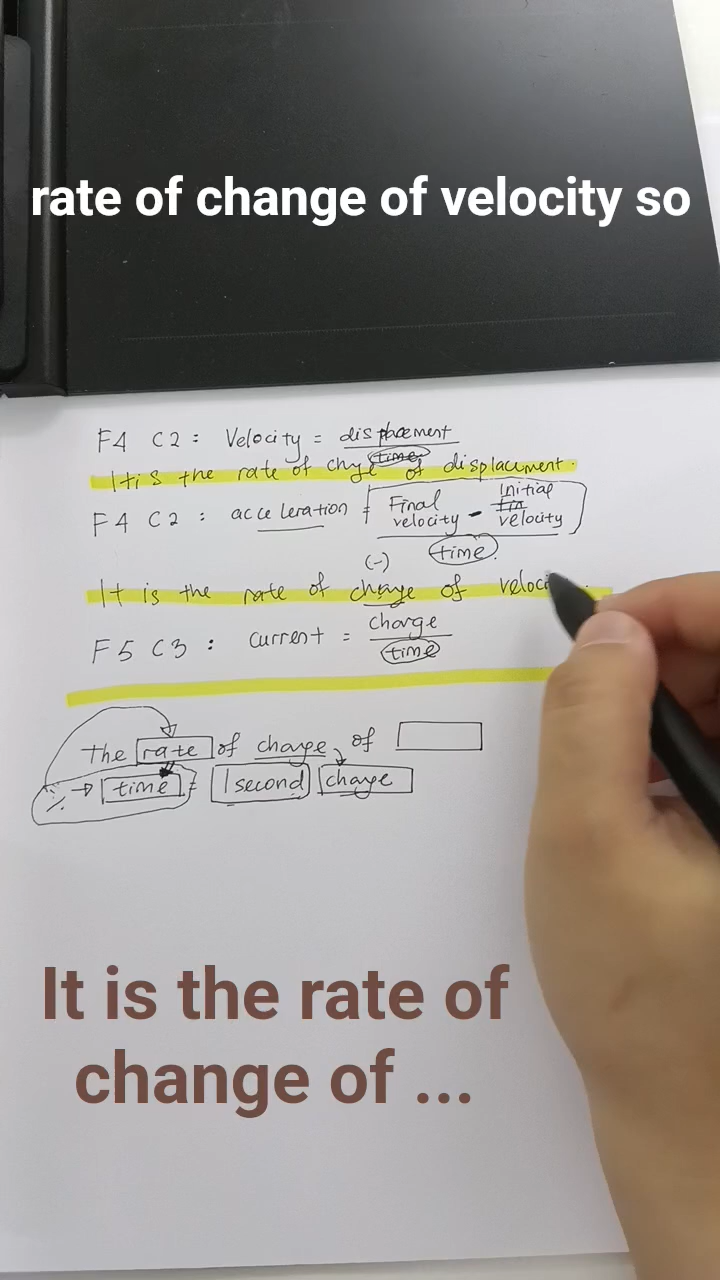 rate of change of velocity so
F4 C2 : Velocity = displacement
time
It is the rate of chnge of displacement.
F4 C2 : acceleration = Final velocity - Initial velocity
time.
(-)
It is the rate of change of veloci
F5 C3 : Current = Charge
time
The rate of change of
→ time = 1 second change
It is the rate of
change of ...